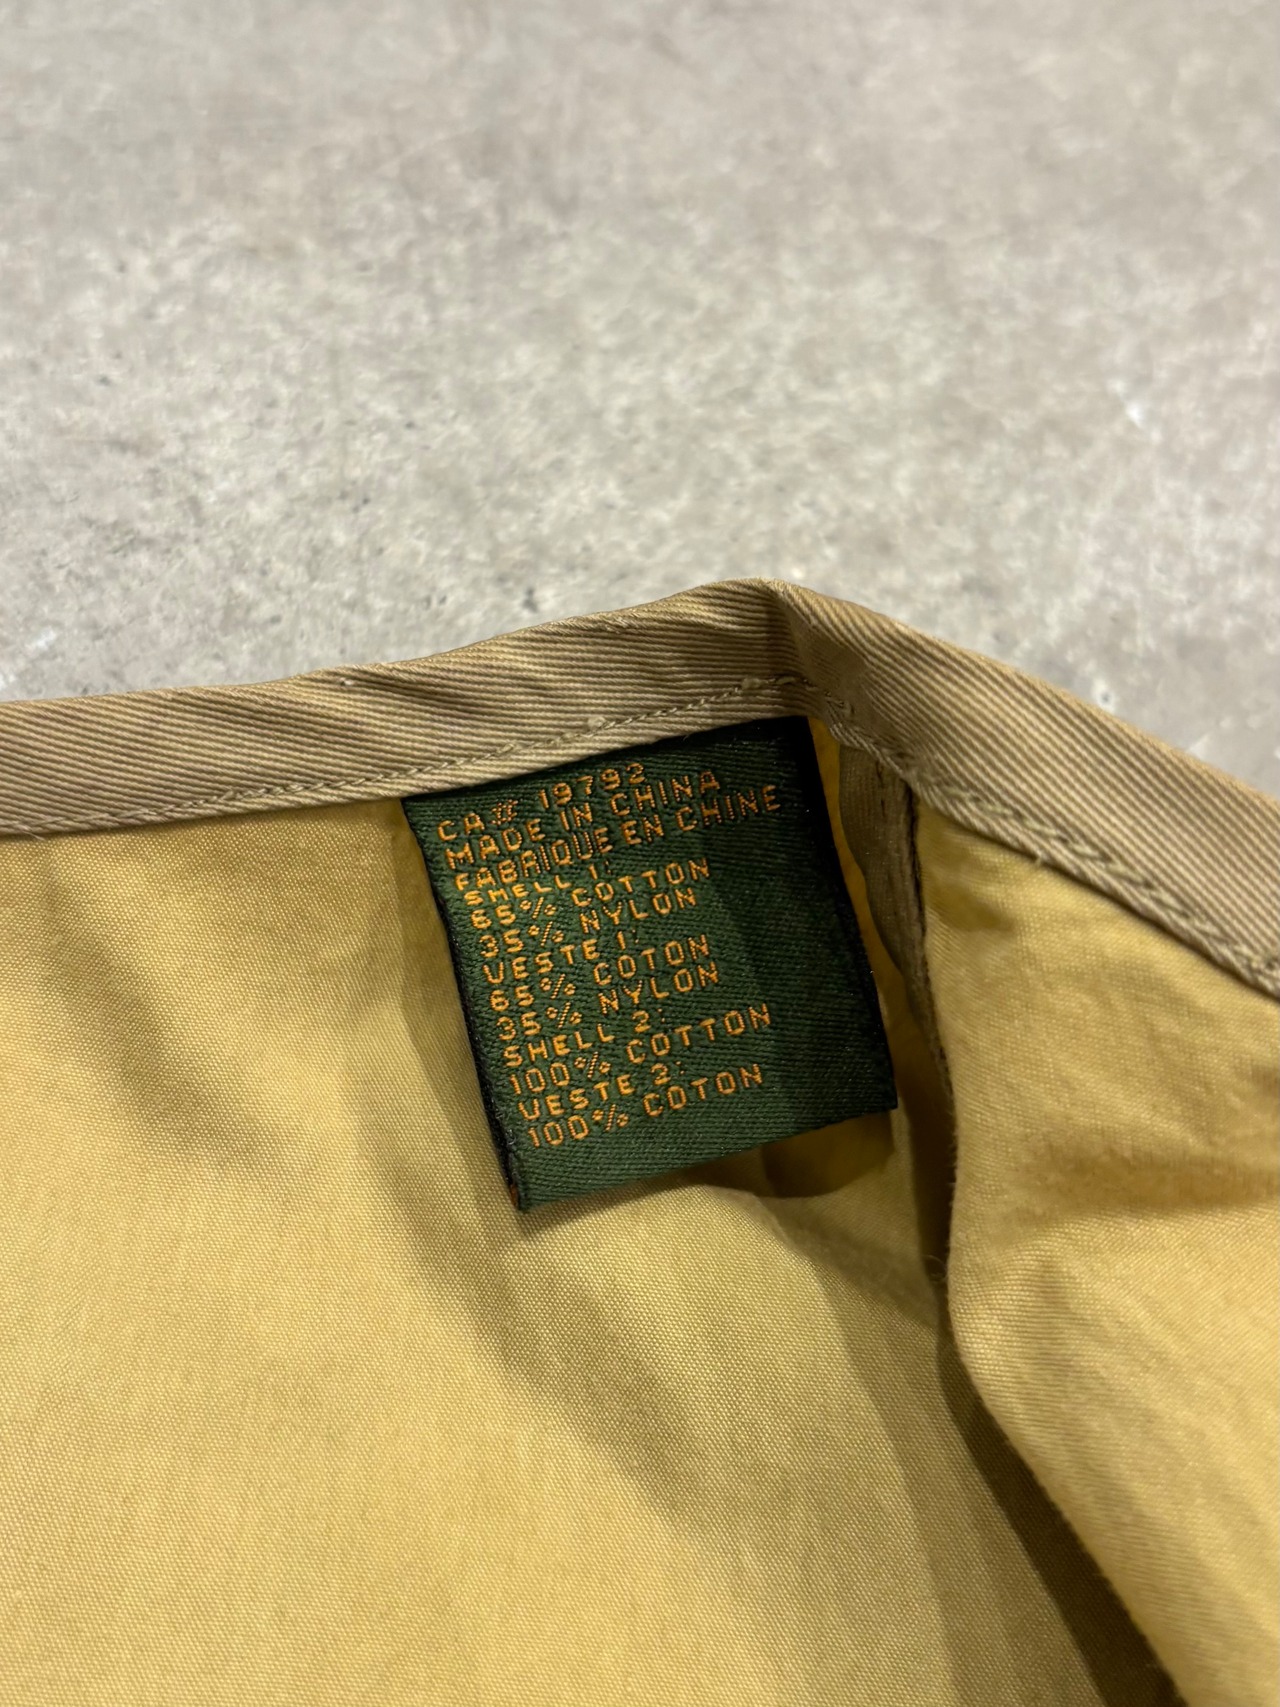 CA# 19792
MADE IN CHINA
FABRIQUE EN CHINE
SHELL 1:
65% COTTON
35% NYLON
VESTE 1:
65% COTON
35% NYLON
SHELL 2:
100% COTTON
VESTE 2:
100% COTON